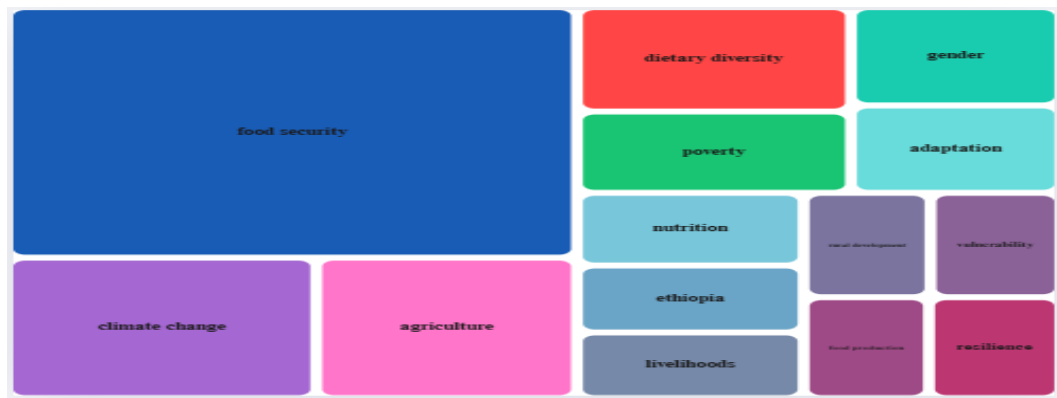 food security
climate change
agriculture
dietary diversity
gender
poverty
adaptation
nutrition
ethiopia
livelihoods
rural development
vulnerability
food production
resilience